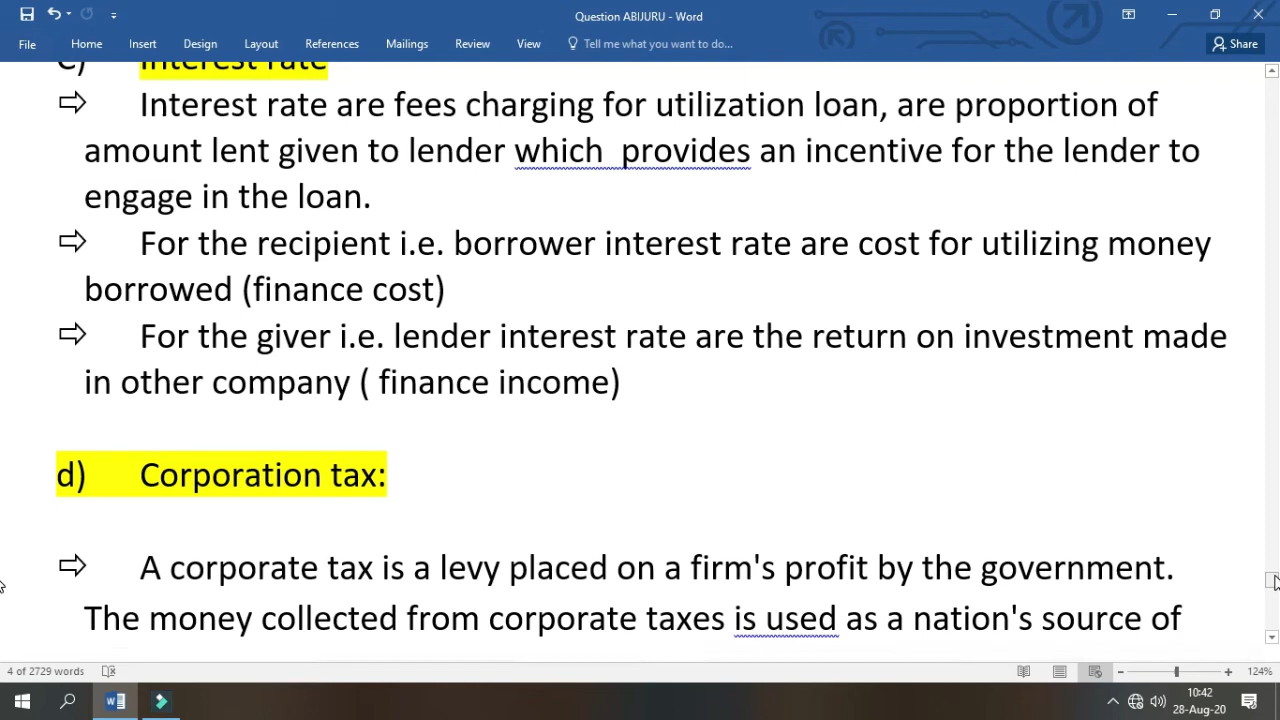 Question ABIJURU - Word
File Home Insert Design Layout References Mailings Review View Tell me what you want to do... Share
c) Interest rate
⇨ Interest rate are fees charging for utilization loan, are proportion of
amount lent given to lender which  provides an incentive for the lender to
engage in the loan.
⇨ For the recipient i.e. borrower interest rate are cost for utilizing money
borrowed (finance cost)
⇨ For the giver i.e. lender interest rate are the return on investment made
in other company ( finance income)
d) Corporation tax:
⇨ A corporate tax is a levy placed on a firm's profit by the government.
The money collected from corporate taxes is used as a nation's source of
4 of 2729 words 124%
10:42
28-Aug-20